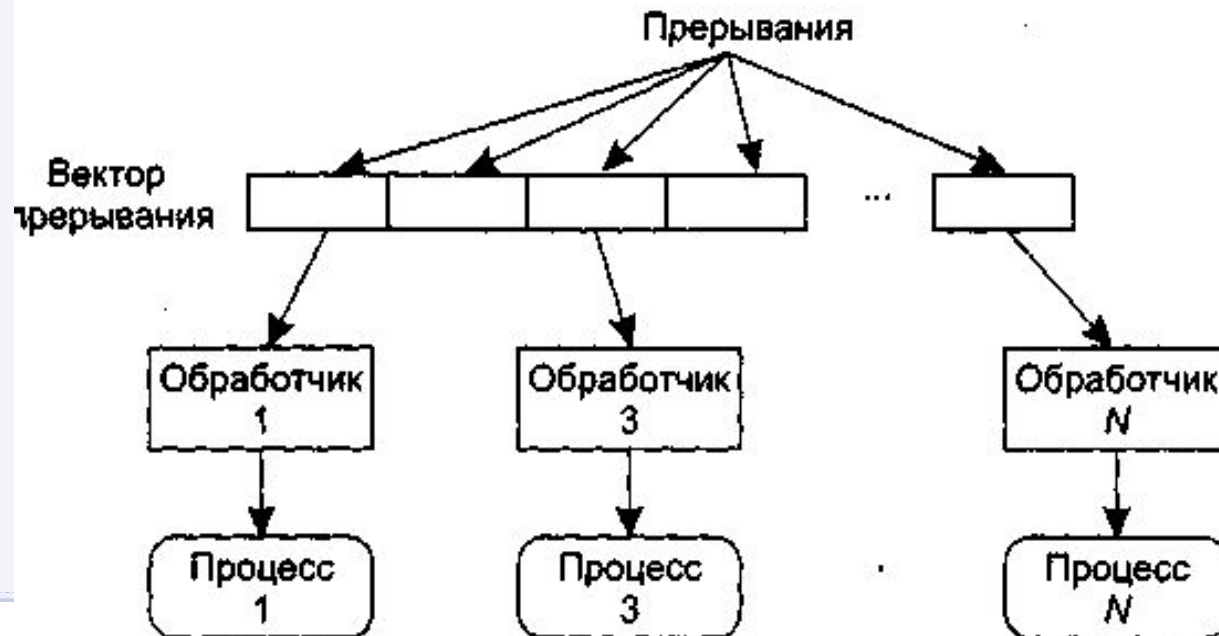 Прерывания
Вектор
прерывания
...
Обработчик
1
Обработчик
3
Обработчик
N
Процесс
1
Процесс
3
Процесс
N